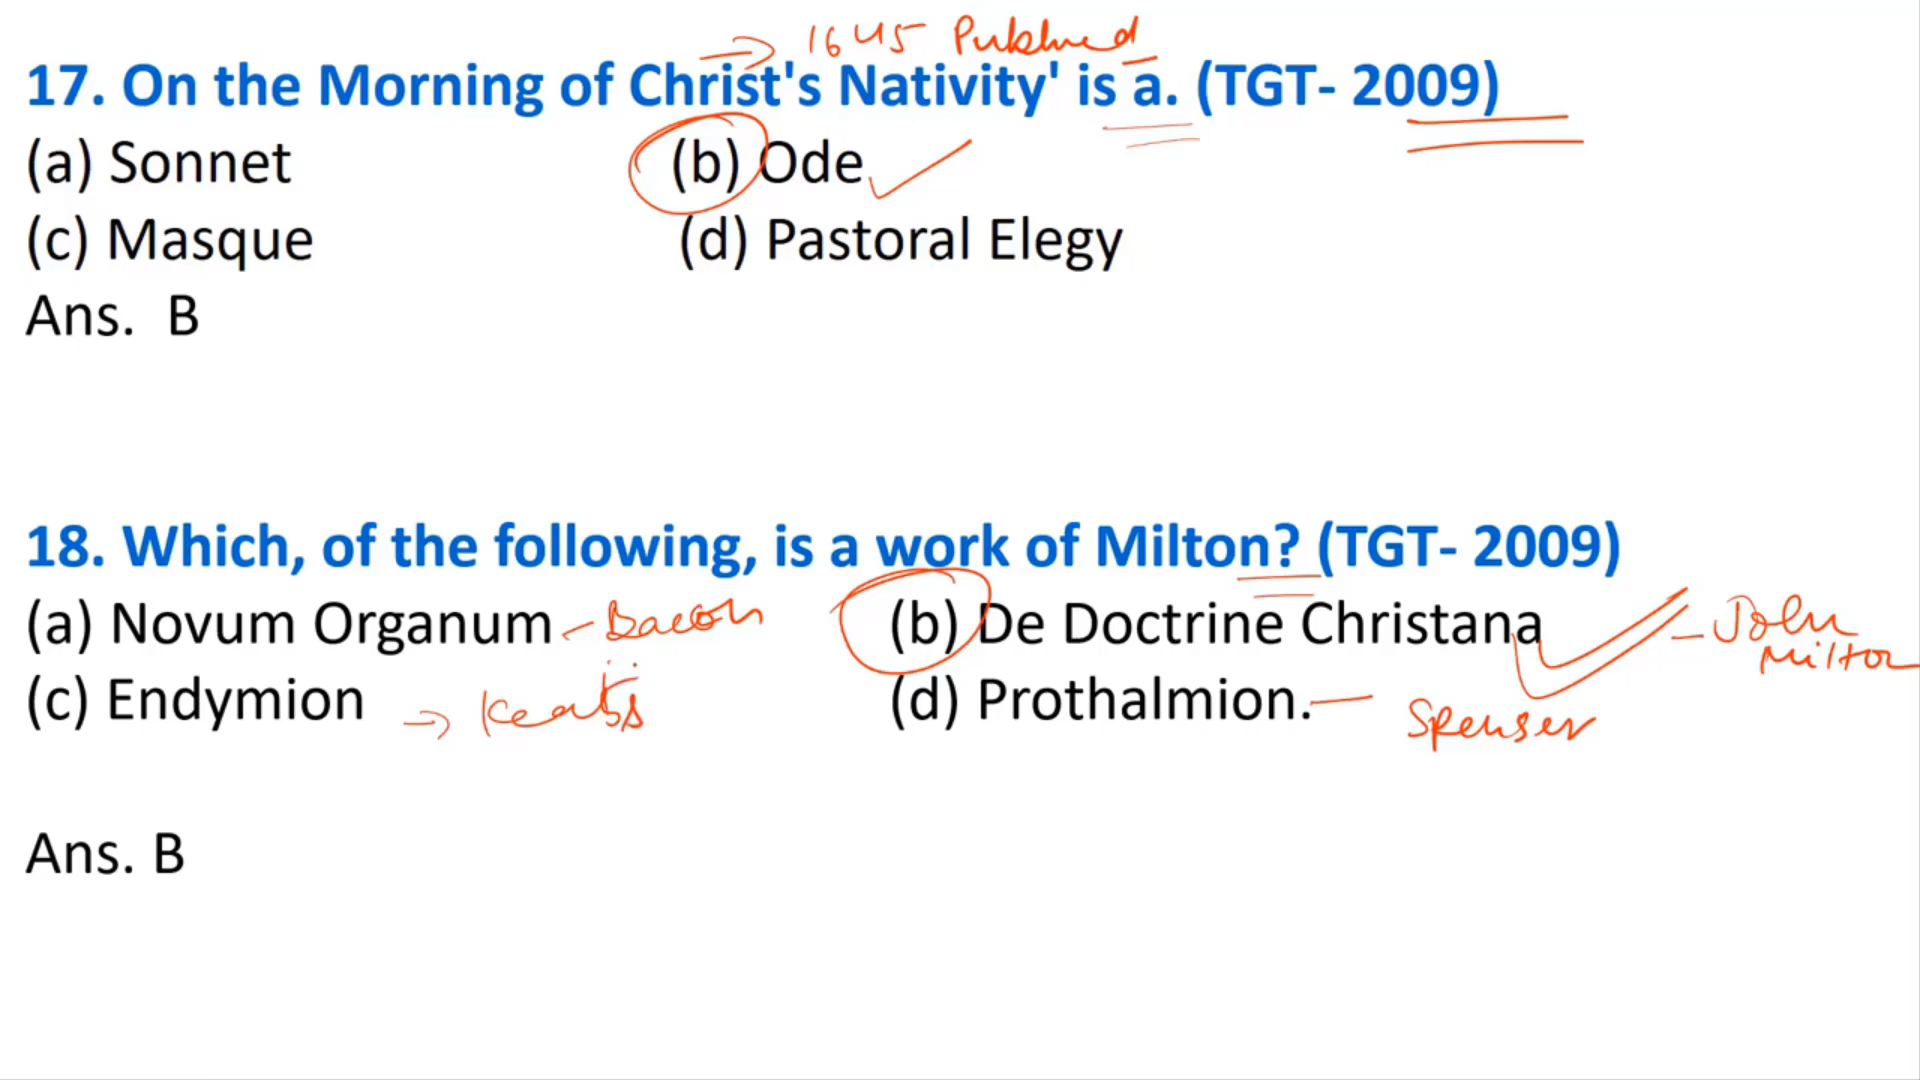 → 1645 Published
17. On the Morning of Christ's Nativity' is a. (TGT- 2009)
(a) Sonnet (b) Ode
(c) Masque (d) Pastoral Elegy
Ans. B
18. Which, of the following, is a work of Milton? (TGT- 2009)
(a) Novum Organum - Bacon (b) De Doctrine Christana - John Milton
(c) Endymion → Keats (d) Prothalmion. - Spenser
Ans. B